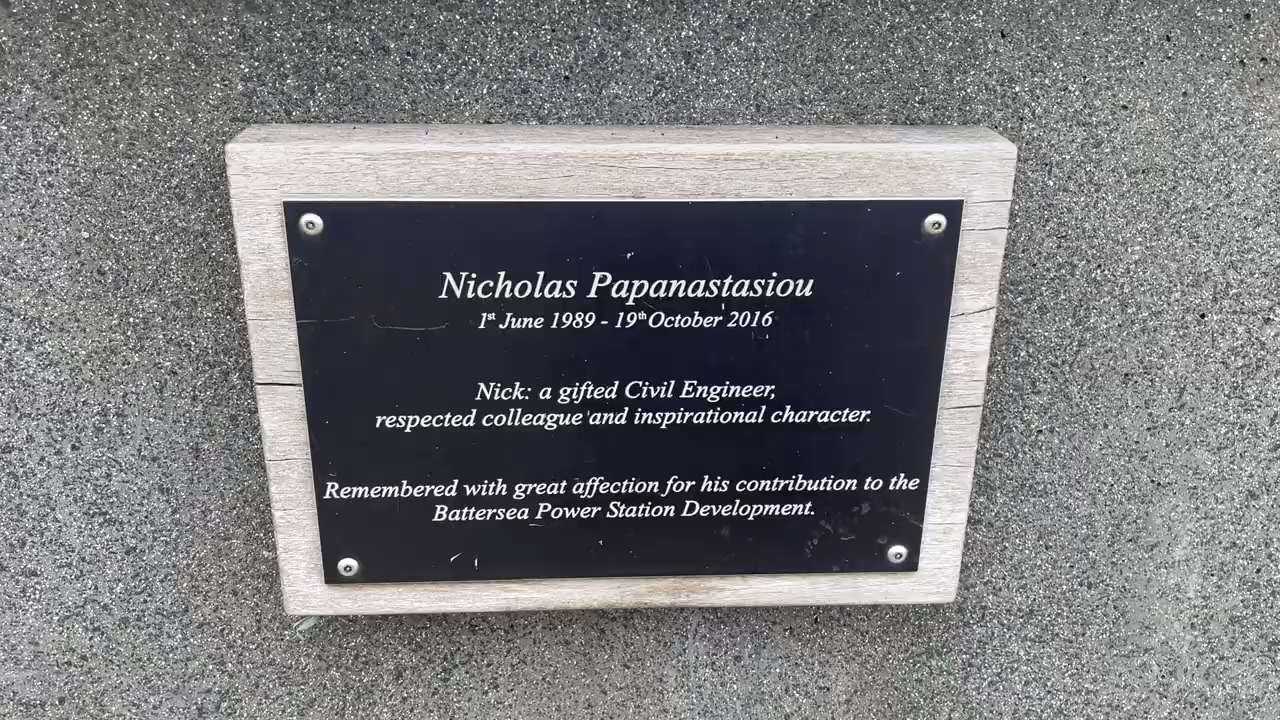 Nicholas Papanastasiou
1st June 1989 - 19th October 2016
Nick: a gifted Civil Engineer,
respected colleague and inspirational character.
Remembered with great affection for his contribution to the
Battersea Power Station Development.